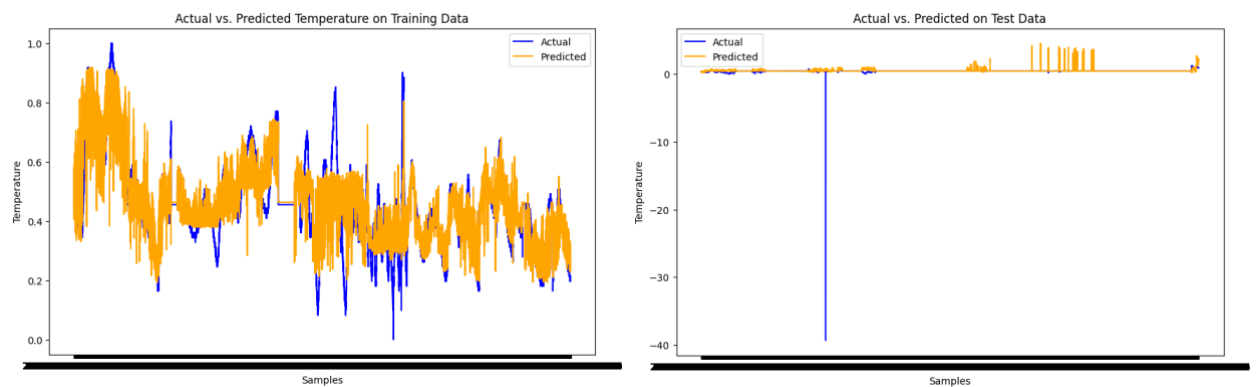 Actual vs. Predicted Temperature on Training Data
Actual
Predicted
1.0
0.8
0.6
0.4
0.2
0.0
Temperature
Samples
Actual vs. Predicted on Test Data
Actual
Predicted
0
−10
−20
−30
−40
Temperature
Samples